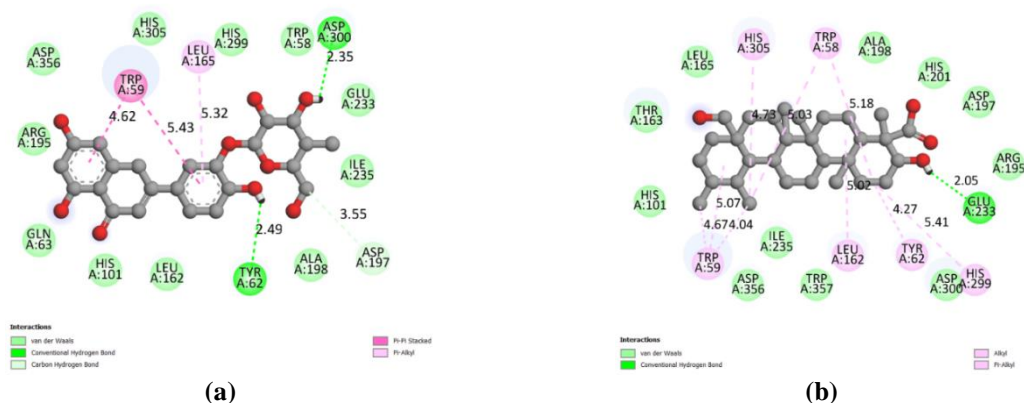 HIS
A:305
ASP
A:356
TRP
A:59
LEU
A:165
HIS
A:299
TRP
A:58
ASP
A:300
2.35
GLU
A:233
4.62
5.43
5.32
ARG
A:195
ILE
A:235
3.55
2.49
GLN
A:63
HIS
A:101
LEU
A:162
TYR
A:62
ALA
A:198
ASP
A:197
Interactions
van der Waals
Conventional Hydrogen Bond
Carbon Hydrogen Bond
Pi-Pi Stacked
Pi-Alkyl
(a)
LEU
A:165
HIS
A:305
TRP
A:58
ALA
A:198
HIS
A:201
ASP
A:197
THR
A:163
4.73
5.03
5.18
ARG
A:195
HIS
A:101
5.07
4.67
4.04
5.02
2.05
4.27
5.41
GLU
A:233
TRP
A:59
ILE
A:235
LEU
A:162
TYR
A:62
ASP
A:356
TRP
A:357
ASP
A:300
HIS
A:299
Interactions
van der Waals
Conventional Hydrogen Bond
Alkyl
Pi-Alkyl
(b)